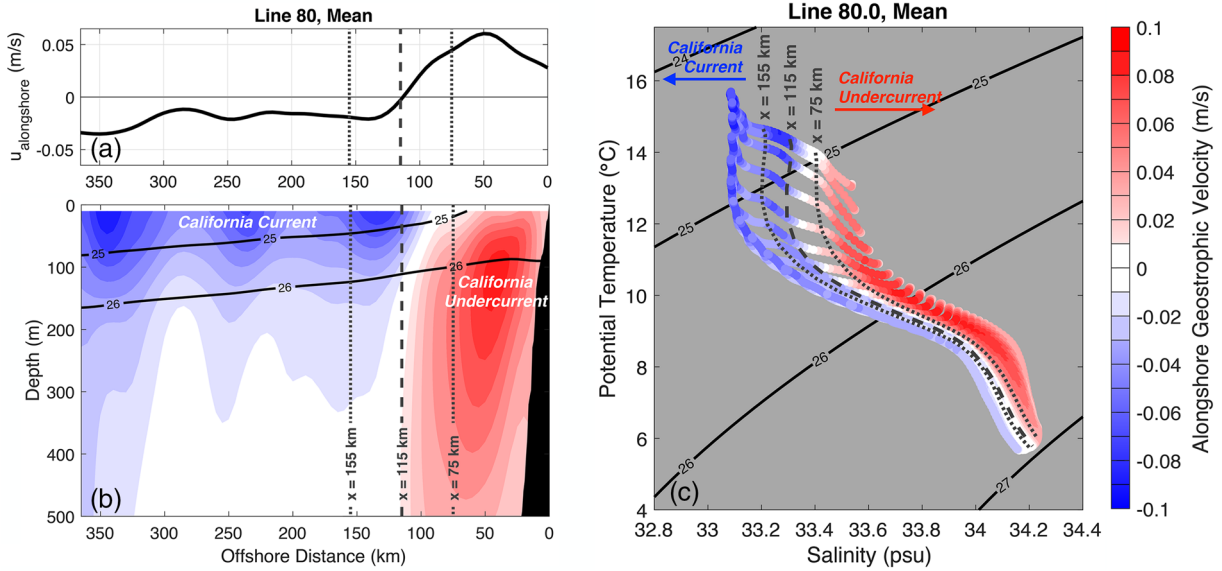 Line 80, Mean
u alongshore (m/s)
0.05
0
-0.05
(a)
350 300 250 200 150 100 50 0
California Current
25
25
25
26
26
26
California
Undercurrent
x = 155 km
x = 115 km
x = 75 km
(b)
Depth (m)
0
100
200
300
400
500
350 300 250 200 150 100 50 0
Offshore Distance (km)
Line 80.0, Mean
California
Current
California
Undercurrent
x = 155 km
x = 115 km
x = 75 km
24
25
25
25
26
26
26
27
(c)
Potential Temperature (°C)
16
14
12
10
8
6
4
32.8 33 33.2 33.4 33.6 33.8 34 34.2 34.4
Salinity (psu)
0.1
0.08
0.06
0.04
0.02
0
-0.02
-0.04
-0.06
-0.08
-0.1
Alongshore Geostrophic Velocity (m/s)